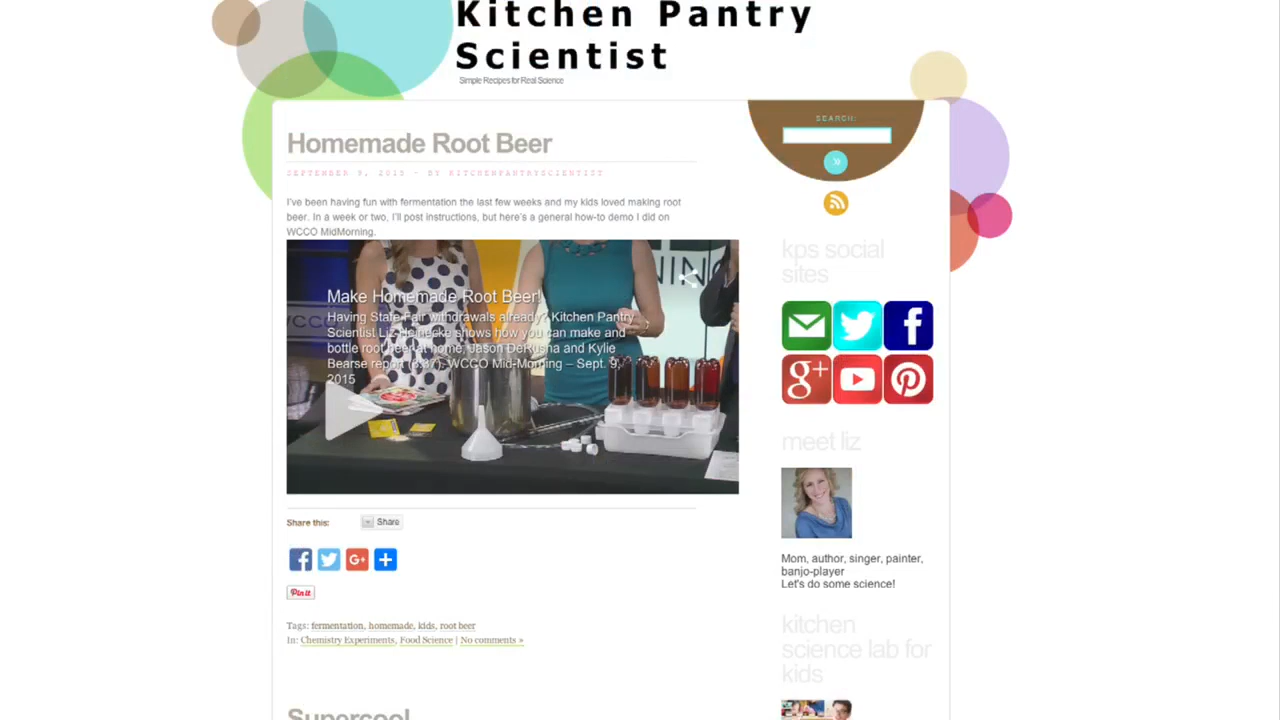 Kitchen Pantry
Scientist
Simple Recipes for Real Science
SEARCH:
»
Homemade Root Beer
SEPTEMBER 9, 2015 - BY KITCHENPANTRYSCIENTIST
I've been having fun with fermentation the last few weeks and my kids loved making root
beer. In a week or two, I'll post instructions, but here's a general how-to demo I did on
WCCO MidMorning.
Make Homemade Root Beer!
Having State Fair withdrawals already? Kitchen Pantry
Scientist Liz Heinecke shows how you can make and
bottle root beer at home, Jason DeRusha and Kylie
Bearse report (3:37). WCCO Mid-Morning – Sept. 9,
2015
Share this:
Share
Pin it
Tags: fermentation, homemade, kids, root beer
In: Chemistry Experiments, Food Science | No comments »
Supercool
kps social
sites
meet liz
Mom, author, singer, painter,
banjo-player
Let's do some science!
kitchen
science lab for
kids